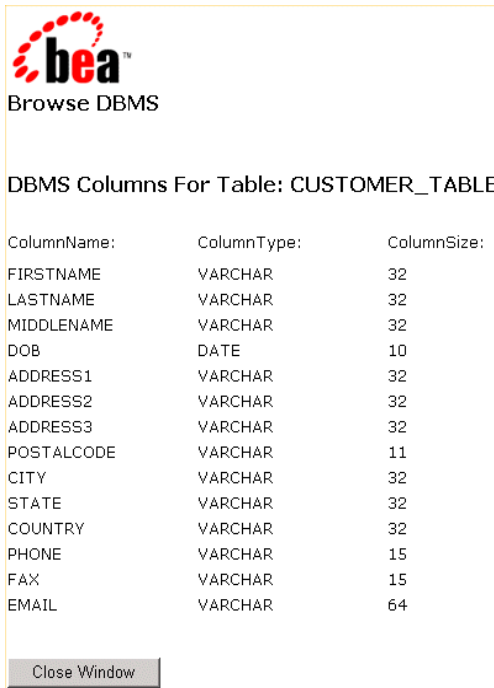 bea™
Browse DBMS
DBMS Columns For Table: CUSTOMER_TABLE
ColumnName: ColumnType: ColumnSize:
FIRSTNAME VARCHAR 32
LASTNAME VARCHAR 32
MIDDLENAME VARCHAR 32
DOB DATE 10
ADDRESS1 VARCHAR 32
ADDRESS2 VARCHAR 32
ADDRESS3 VARCHAR 32
POSTALCODE VARCHAR 11
CITY VARCHAR 32
STATE VARCHAR 32
COUNTRY VARCHAR 32
PHONE VARCHAR 15
FAX VARCHAR 15
EMAIL VARCHAR 64
Close Window